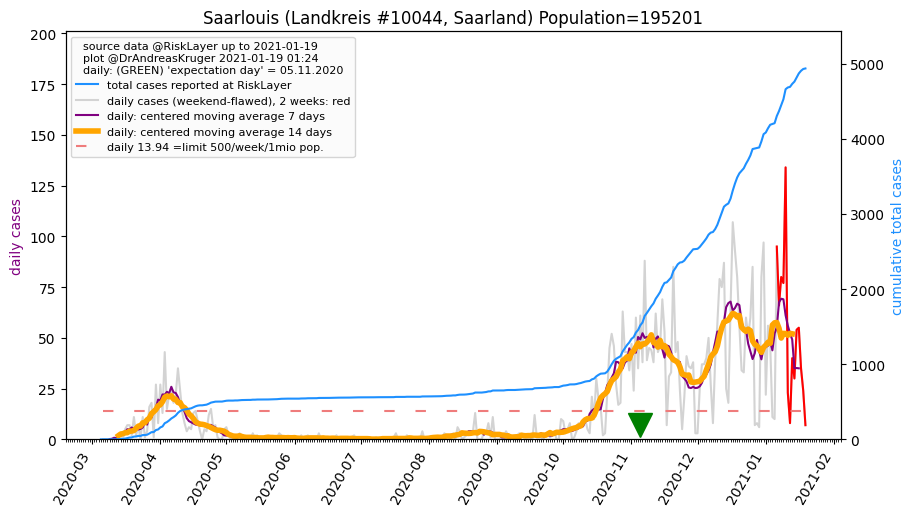 Saarlouis (Landkreis #10044, Saarland) Population=195201
source data @RiskLayer up to 2021-01-19
plot @DrAndreasKruger 2021-01-19 01:24
daily: (GREEN) 'expectation day' = 05.11.2020
total cases reported at RiskLayer
daily cases (weekend-flawed), 2 weeks: red
daily: centered moving average 7 days
daily: centered moving average 14 days
daily 13.94 =limit 500/week/1mio pop.
daily cases
200
175
150
125
100
75
50
25
0
cumulative total cases
5000
4000
3000
2000
1000
0
2020-03
2020-04
2020-05
2020-06
2020-07
2020-08
2020-09
2020-10
2020-11
2020-12
2021-01
2021-02